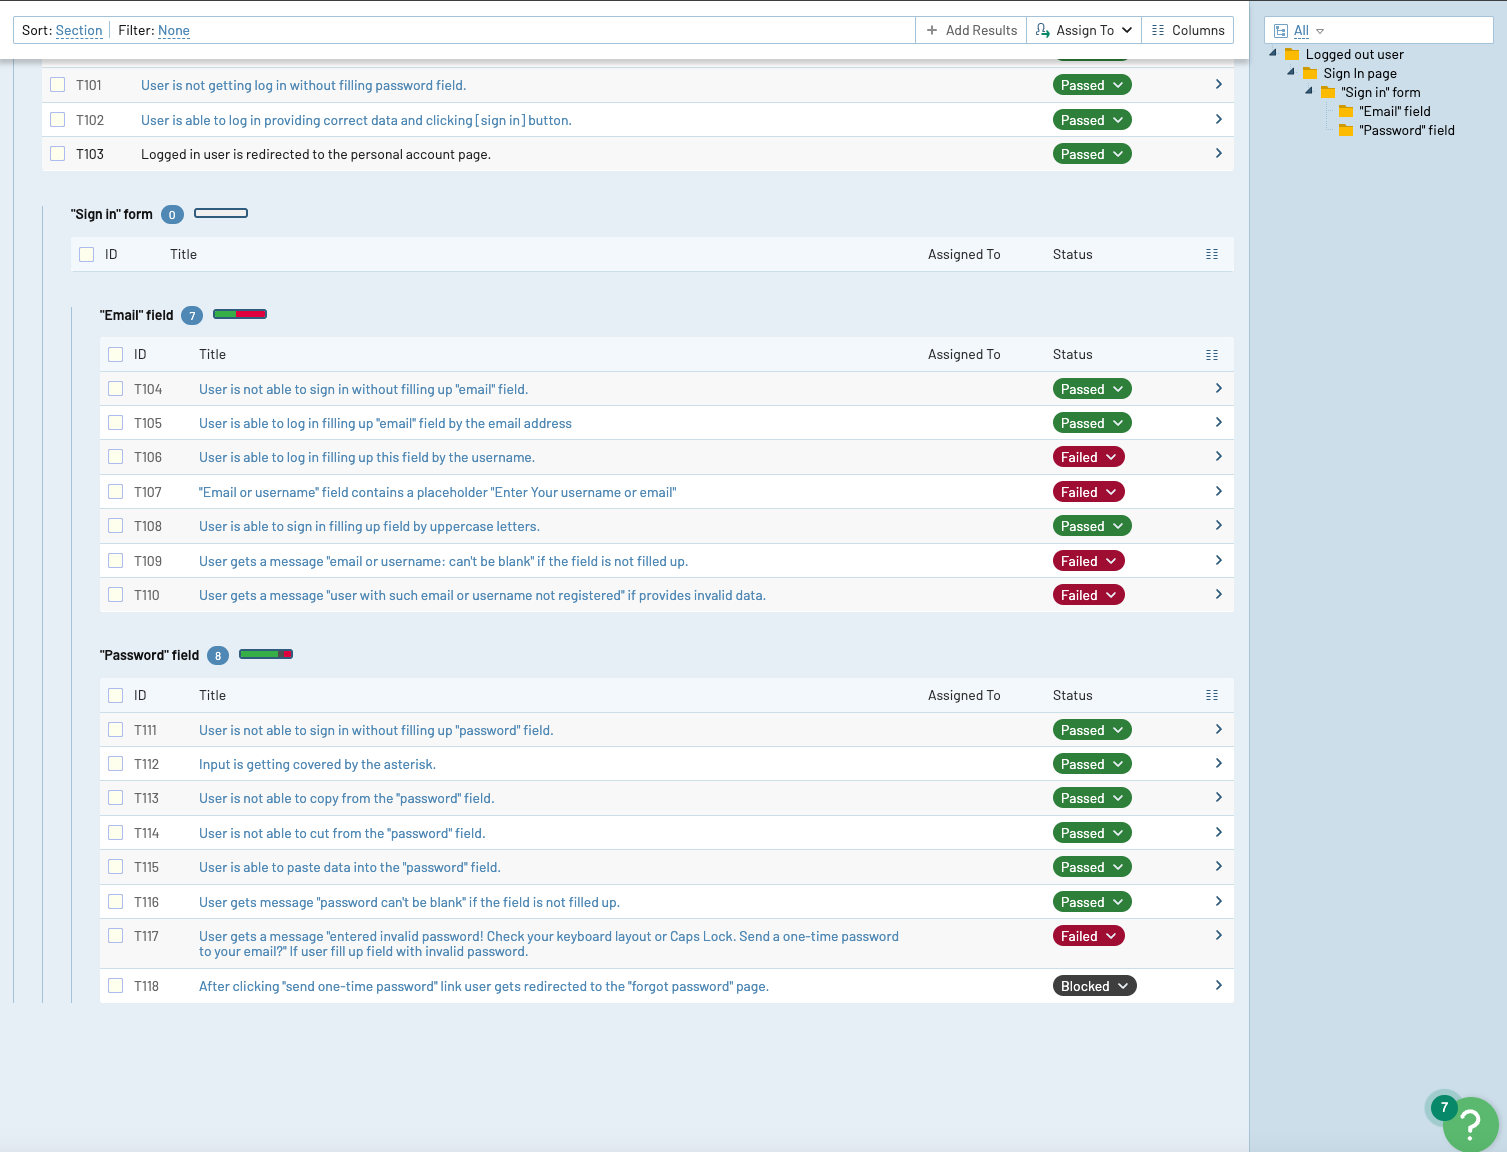 Sort: Section Filter: None
Add Results
Assign To
Columns
All
Logged out user
Sign In page
"Sign in" form
"Email" field
"Password" field
T101 User is not getting log in without filling password field. Passed
T102 User is able to log in providing correct data and clicking [sign in] button. Passed
T103 Logged in user is redirected to the personal account page. Passed
"Sign in" form 0
ID Title Assigned To Status
"Email" field 7
ID Title Assigned To Status
T104 User is not able to sign in without filling up "email" field. Passed
T105 User is able to log in filling up "email" field by the email address Passed
T106 User is able to log in filling up this field by the username. Failed
T107 "Email or username" field contains a placeholder "Enter Your username or email" Failed
T108 User is able to sign in filling up field by uppercase letters. Passed
T109 User gets a message "email or username: can't be blank" if the field is not filled up. Failed
T110 User gets a message "user with such email or username not registered" if provides invalid data. Failed
"Password" field 8
ID Title Assigned To Status
T111 User is not able to sign in without filling up "password" field. Passed
T112 Input is getting covered by the asterisk. Passed
T113 User is not able to copy from the "password" field. Passed
T114 User is not able to cut from the "password" field. Passed
T115 User is able to paste data into the "password" field. Passed
T116 User gets message "password can't be blank" if the field is not filled up. Passed
T117 User gets a message "entered invalid password! Check your keyboard layout or Caps Lock. Send a one-time password Failed
to your email?" If user fill up field with invalid password.
T118 After clicking "send one-time password" link user gets redirected to the "forgot password" page. Blocked
7
?